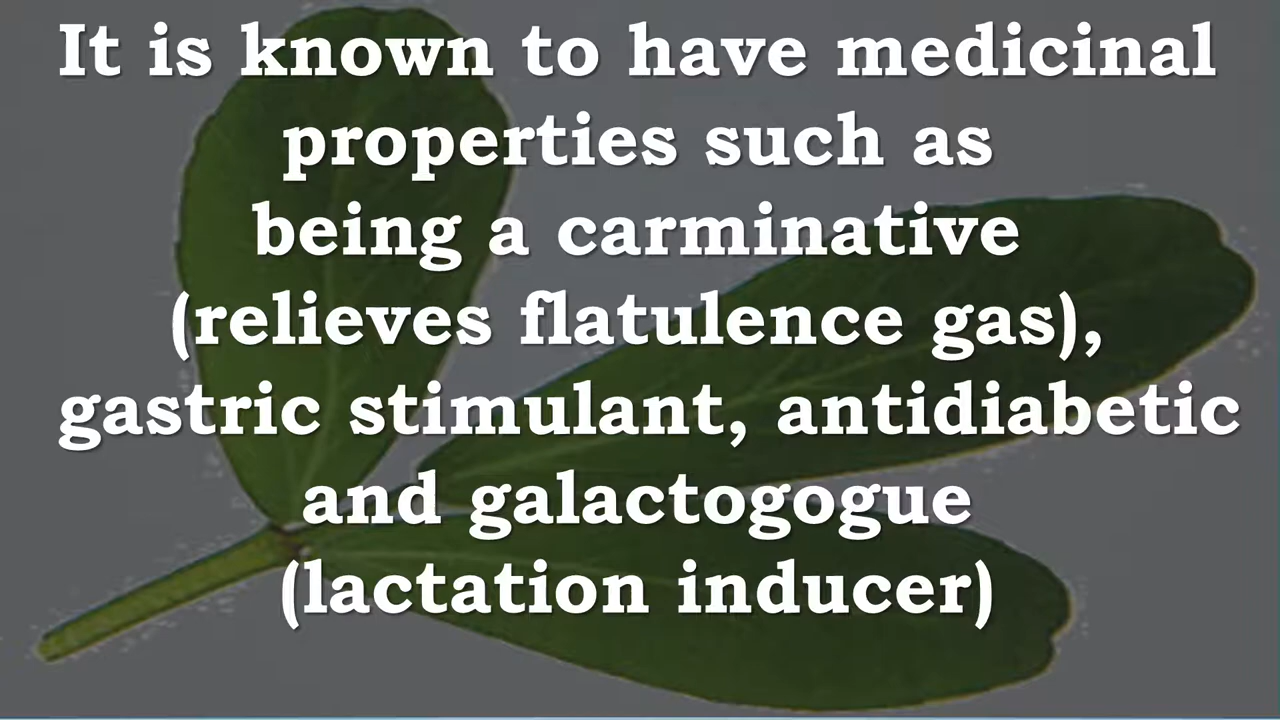 It is known to have medicinal
properties such as
being a carminative
(relieves flatulence gas),
gastric stimulant, antidiabetic
and galactogogue
(lactation inducer)